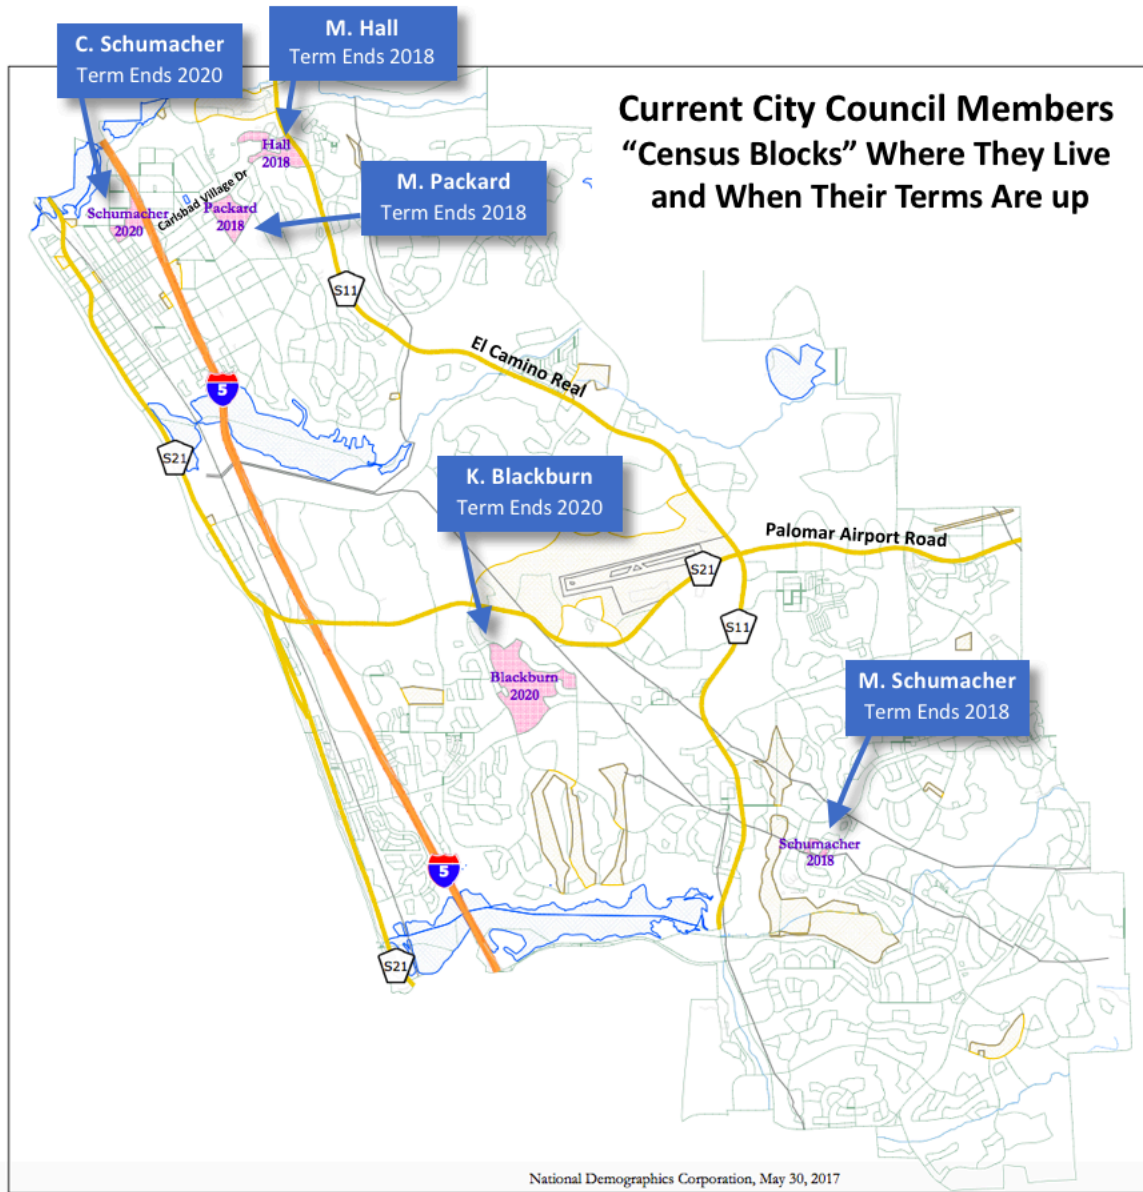 C. Schumacher
Term Ends 2020
M. Hall
Term Ends 2018
Current City Council Members
“Census Blocks” Where They Live
and When Their Terms Are up
Hall
2018
M. Packard
Term Ends 2018
Carlsbad Village Dr
Schumacher
2020
Packard
2018
S11
El Camino Real
5
S21
K. Blackburn
Term Ends 2020
Palomar Airport Road
S21
S11
Blackburn
2020
M. Schumacher
Term Ends 2018
Schumacher
2018
5
S21
National Demographics Corporation, May 30, 2017